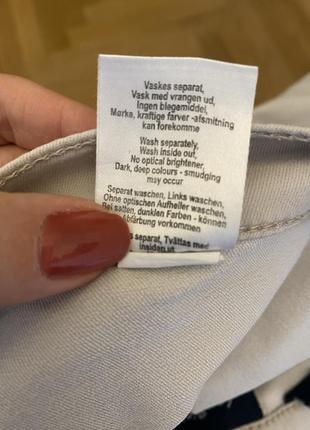 Vaskes separat,
Vask med vrangen ud,
Ingen blegemiddel,
Mørke, kraftige farver -afsmitning
kan forekomme
Wash separately,
Wash inside out,
No optical brightener,
Dark, deep colours - smudging
may occur
Separat waschen, Links waschen,
Ohne optischen Aufheller waschen,
Bei satten, dunklen Farben - können
abfärbung vorkommen
separat, Tvättas med
insidan ut